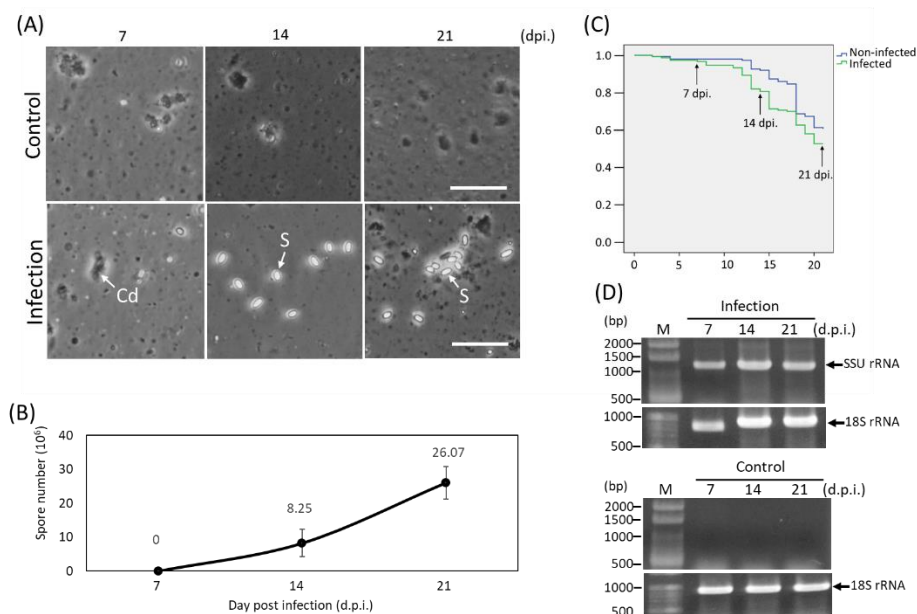 (A)
7 14 21 (dpi.)
Control
Infection
Cd
S
S
(B)
Spore number (10⁶)
40
30
20
10
0
0
8.25
26.07
7 14 21
Day post infection (d.p.i.)
(C)
Non-infected
Infected
1.0
0.8
0.6
0.4
0.2
0.0
7 dpi.
14 dpi.
21 dpi.
0 5 10 15 20
(D)
Infection
(bp) M 7 14 21 (d.p.i.)
2000
1500
1000
500
SSU rRNA
1000
500
18S rRNA
Control
(bp) M 7 14 21 (d.p.i.)
2000
1500
1000
500
1000
500
18S rRNA